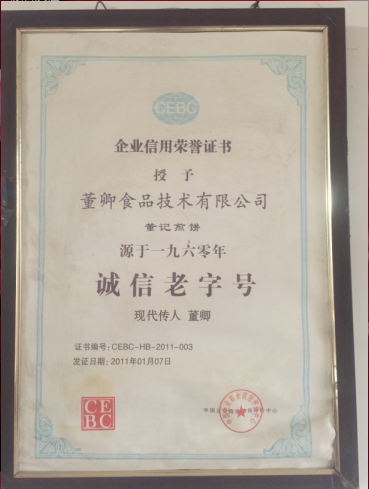 CEBC
企业信用荣誉证书
授予
董卿食品技术有限公司
董记煎饼
源于一九六零年
诚信老字号
现代传人 董卿
证书编号：CEBC-HB-2011-003
发证日期：2011年01月07日
CE
BC